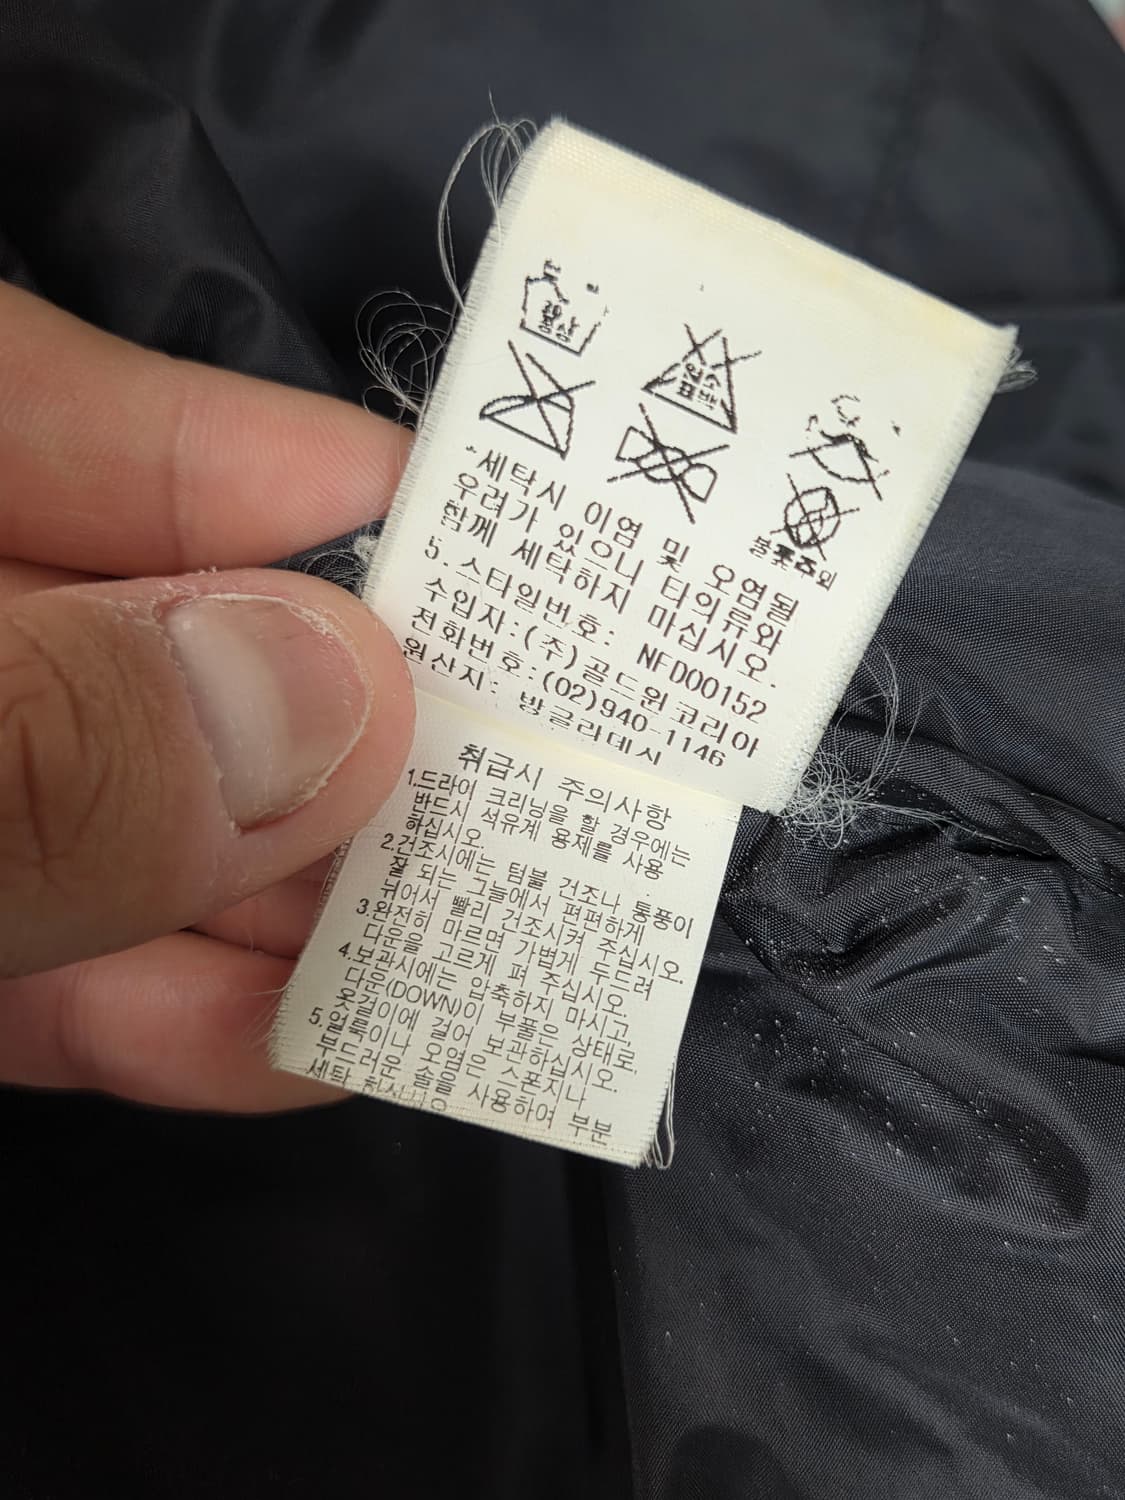 염소
표백
*세탁시 이염 및 오염될
우려가 있으니 타의류와
함께 세탁하지 마십시오.
5.스타일번호: NFD00152
수입자:(주)골드윈코리아
전화번호:(02)940-1146
원산지: 방글라데시
취급시 주의사항
1.드라이 크리닝을 할 경우에는
반드시 석유계 용제를 사용
하십시오.
2.건조시에는 텀블 건조나 통풍이
잘 되는 그늘에서 편편하게
뉘어서 빨리 건조시켜 주십시오.
3.완전히 마르면 가볍게 두드려
다운을 고르게 펴 주십시오.
4.보관시에는 압축하지 마시고,
다운(DOWN)이 부풀은 상태로
옷걸이에 걸어 보관하십시오.
5.얼룩이나 오염은 스폰지나
부드러운 솔을 사용하여 부분
세탁 하십시오